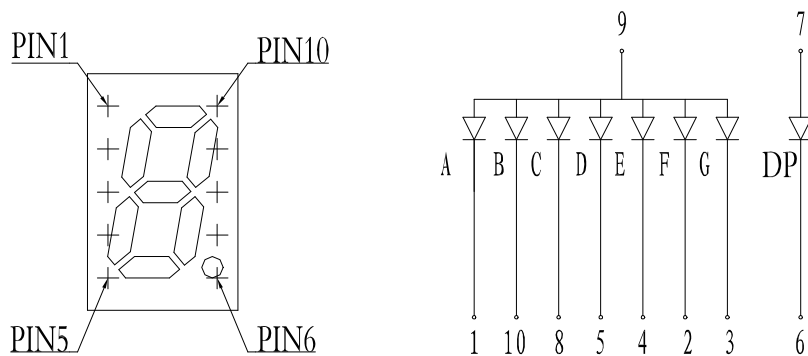 PIN1 PIN10
PIN5 PIN6
9 7
A B C D E F G DP
1 10 8 5 4 2 3 6